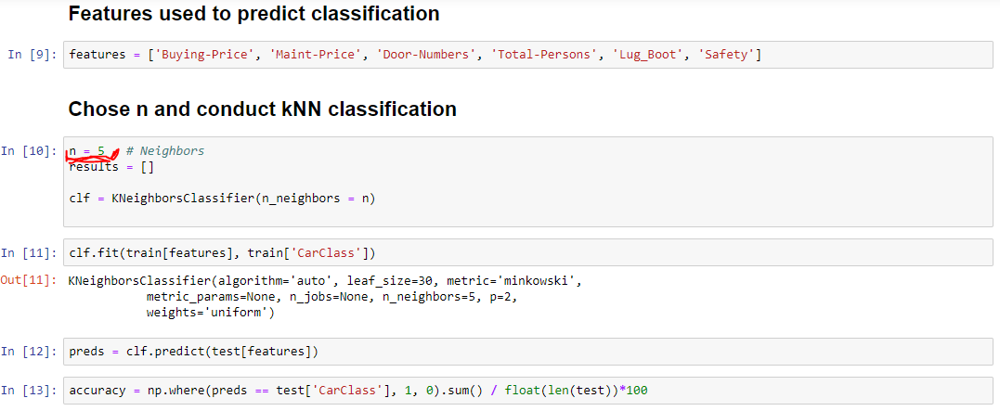 Features used to predict classification
In [9]: features = ['Buying-Price', 'Maint-Price', 'Door-Numbers', 'Total-Persons', 'Lug_Boot', 'Safety']
Chose n and conduct kNN classification
In [10]: n = 5 # Neighbors
results = []
clf = KNeighborsClassifier(n_neighbors = n)
In [11]: clf.fit(train[features], train['CarClass'])
Out[11]: KNeighborsClassifier(algorithm='auto', leaf_size=30, metric='minkowski',
metric_params=None, n_jobs=None, n_neighbors=5, p=2,
weights='uniform')
In [12]: preds = clf.predict(test[features])
In [13]: accuracy = np.where(preds == test['CarClass'], 1, 0).sum() / float(len(test))*100